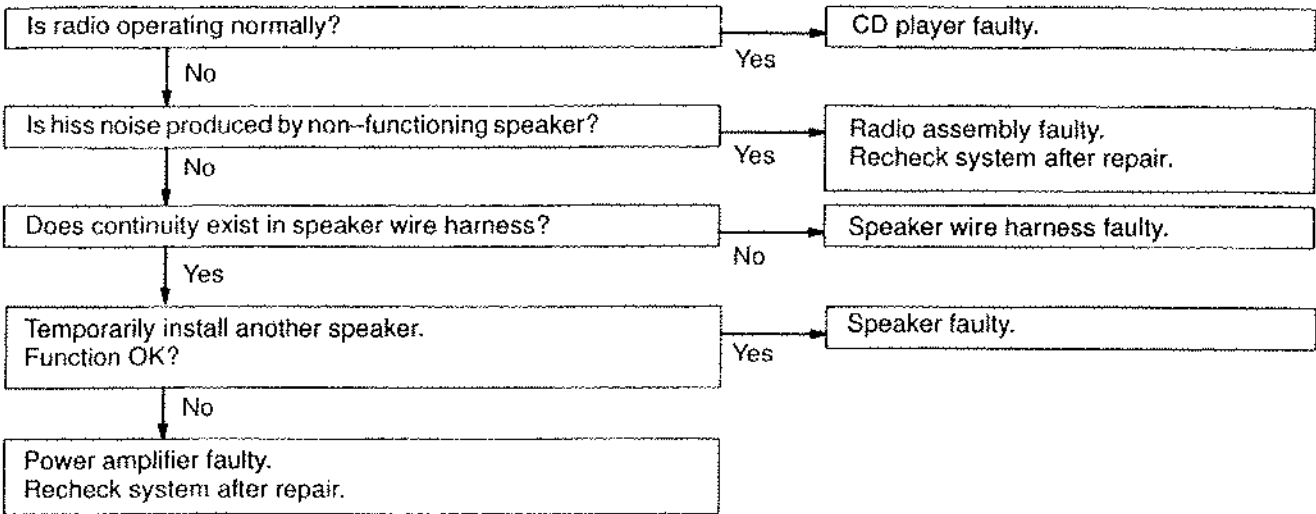 Is radio operating normally?
Yes
CD player faulty.
No
Is hiss noise produced by non--functioning speaker?
Yes
Radio assembly faulty.
Recheck system after repair.
No
Does continuity exist in speaker wire harness?
No
Speaker wire harness faulty.
Yes
Temporarily install another speaker.
Function OK?
Yes
Speaker faulty.
No
Power amplifier faulty.
Recheck system after repair.